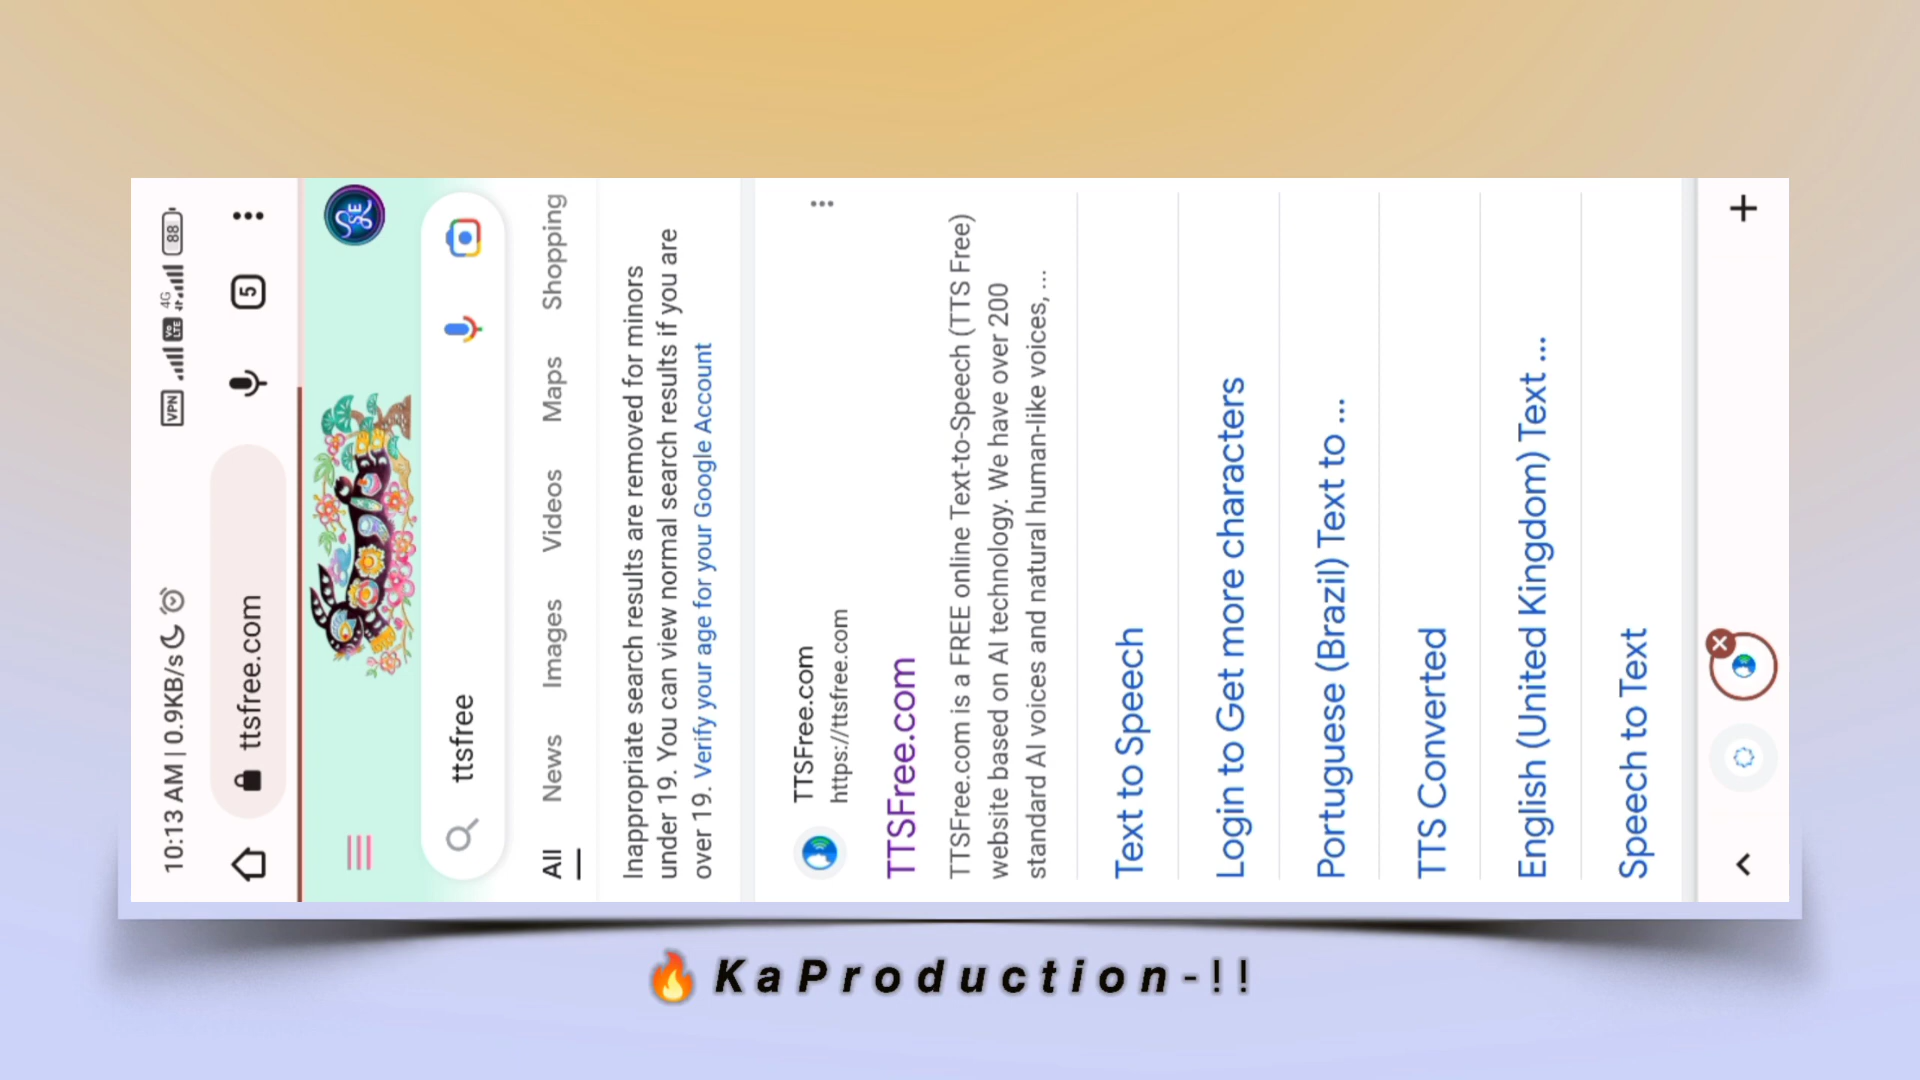 10:13 AM | 0.9KB/s
VPN
Vo LTE
4G
88
ttsfree.com
5
SE
ttsfree
All News Images Videos Maps Shopping
Inappropriate search results are removed for minors
under 19. You can view normal search results if you are
over 19. Verify your age for your Google Account
TTSFree.com
https://ttsfree.com
TTSFree.com
TTSFree.com is a FREE online Text-to-Speech (TTS Free)
website based on AI technology. We have over 200
standard AI voices and natural human-like voices, ...
Text to Speech
Login to Get more characters
Portuguese (Brazil) Text to ...
TTS Converted
English (United Kingdom) Text ...
Speech to Text
🔥 KaProduction-!!